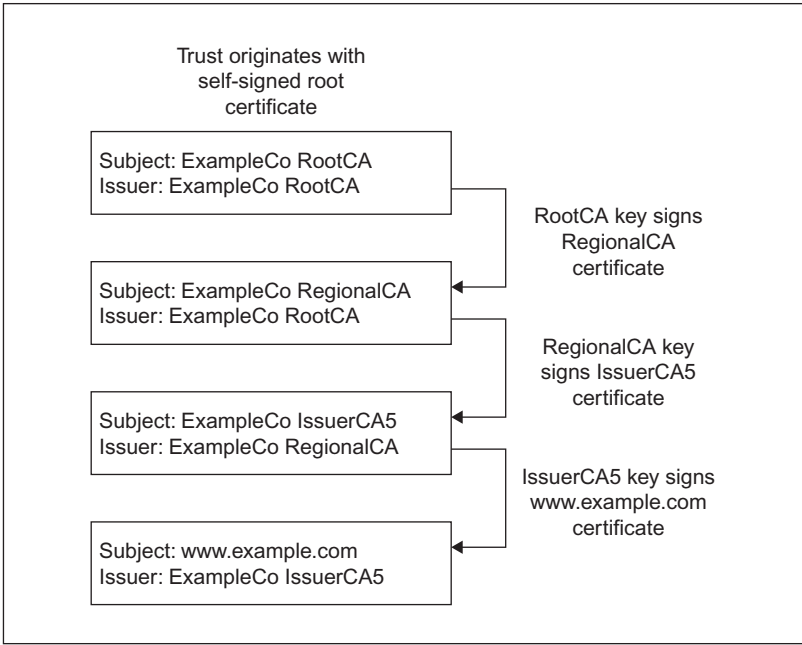 Trust originates with
self-signed root
certificate
Subject: ExampleCo RootCA
Issuer: ExampleCo RootCA
RootCA key signs
RegionalCA
certificate
Subject: ExampleCo RegionalCA
Issuer: ExampleCo RootCA
RegionalCA key
signs IssuerCA5
certificate
Subject: ExampleCo IssuerCA5
Issuer: ExampleCo RegionalCA
IssuerCA5 key signs
www.example.com
certificate
Subject: www.example.com
Issuer: ExampleCo IssuerCA5